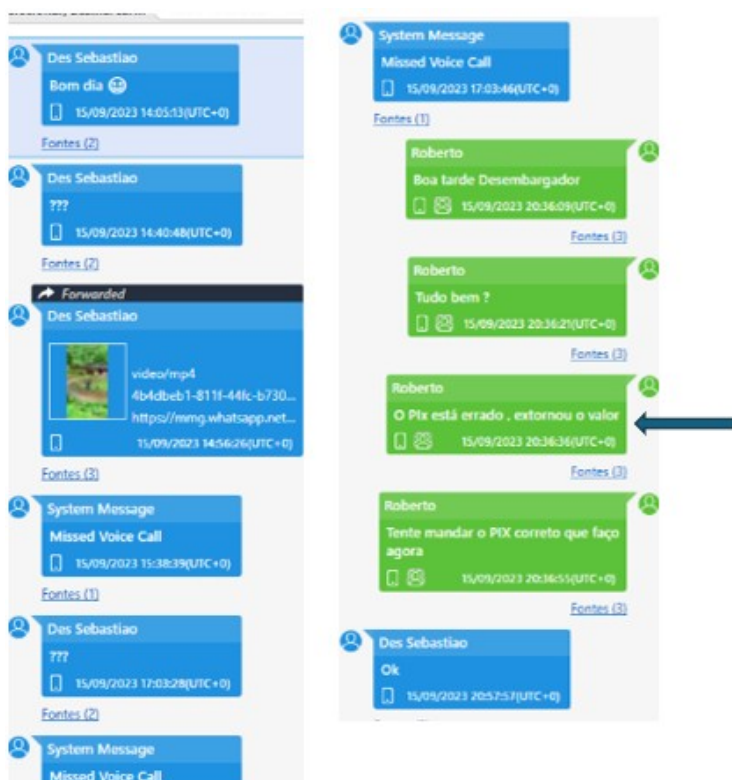 Des Sebastiao
Bom dia
15/09/2023 14:05:13(UTC+0)
Fontes (2)
Des Sebastiao
???
15/09/2023 14:40:48(UTC+0)
Fontes (2)
Forwarded
Des Sebastiao
video/mp4
4b4dbeb1-811f-44fc-b730...
https://mmg.whatsapp.net...
15/09/2023 14:56:26(UTC+0)
Fontes (3)
System Message
Missed Voice Call
15/09/2023 15:38:39(UTC+0)
Fontes (1)
Des Sebastiao
???
15/09/2023 17:03:28(UTC+0)
Fontes (2)
System Message
Missed Voice Call
System Message
Missed Voice Call
15/09/2023 17:03:46(UTC+0)
Fontes (1)
Roberto
Boa tarde Desembargador
15/09/2023 20:36:09(UTC+0)
Fontes (3)
Roberto
Tudo bem ?
15/09/2023 20:36:21(UTC+0)
Fontes (3)
Roberto
O PIx está errado , extornou o valor
15/09/2023 20:36:36(UTC+0)
Fontes (3)
Roberto
Tente mandar o PIX correto que faço
agora
15/09/2023 20:36:55(UTC+0)
Fontes (3)
Des Sebastiao
Ok
15/09/2023 20:57:57(UTC+0)